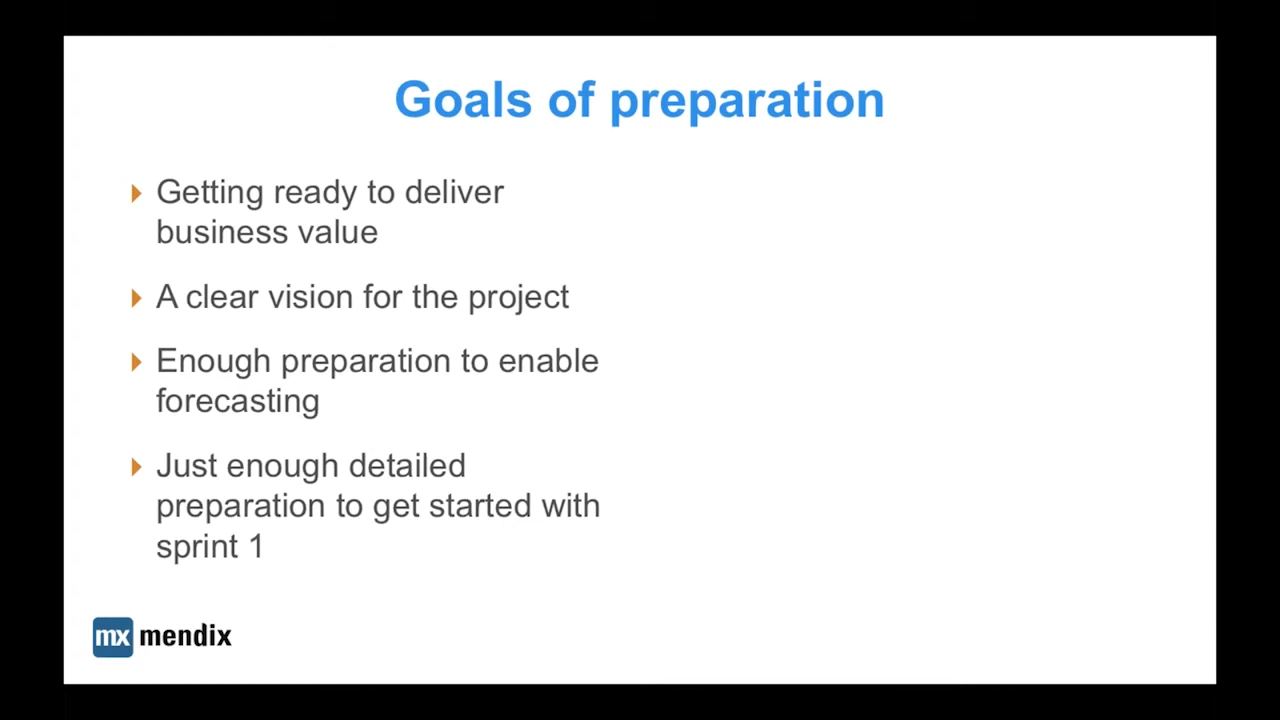 Goals of preparation
Getting ready to deliver
business value
A clear vision for the project
Enough preparation to enable
forecasting
Just enough detailed
preparation to get started with
sprint 1
mx mendix